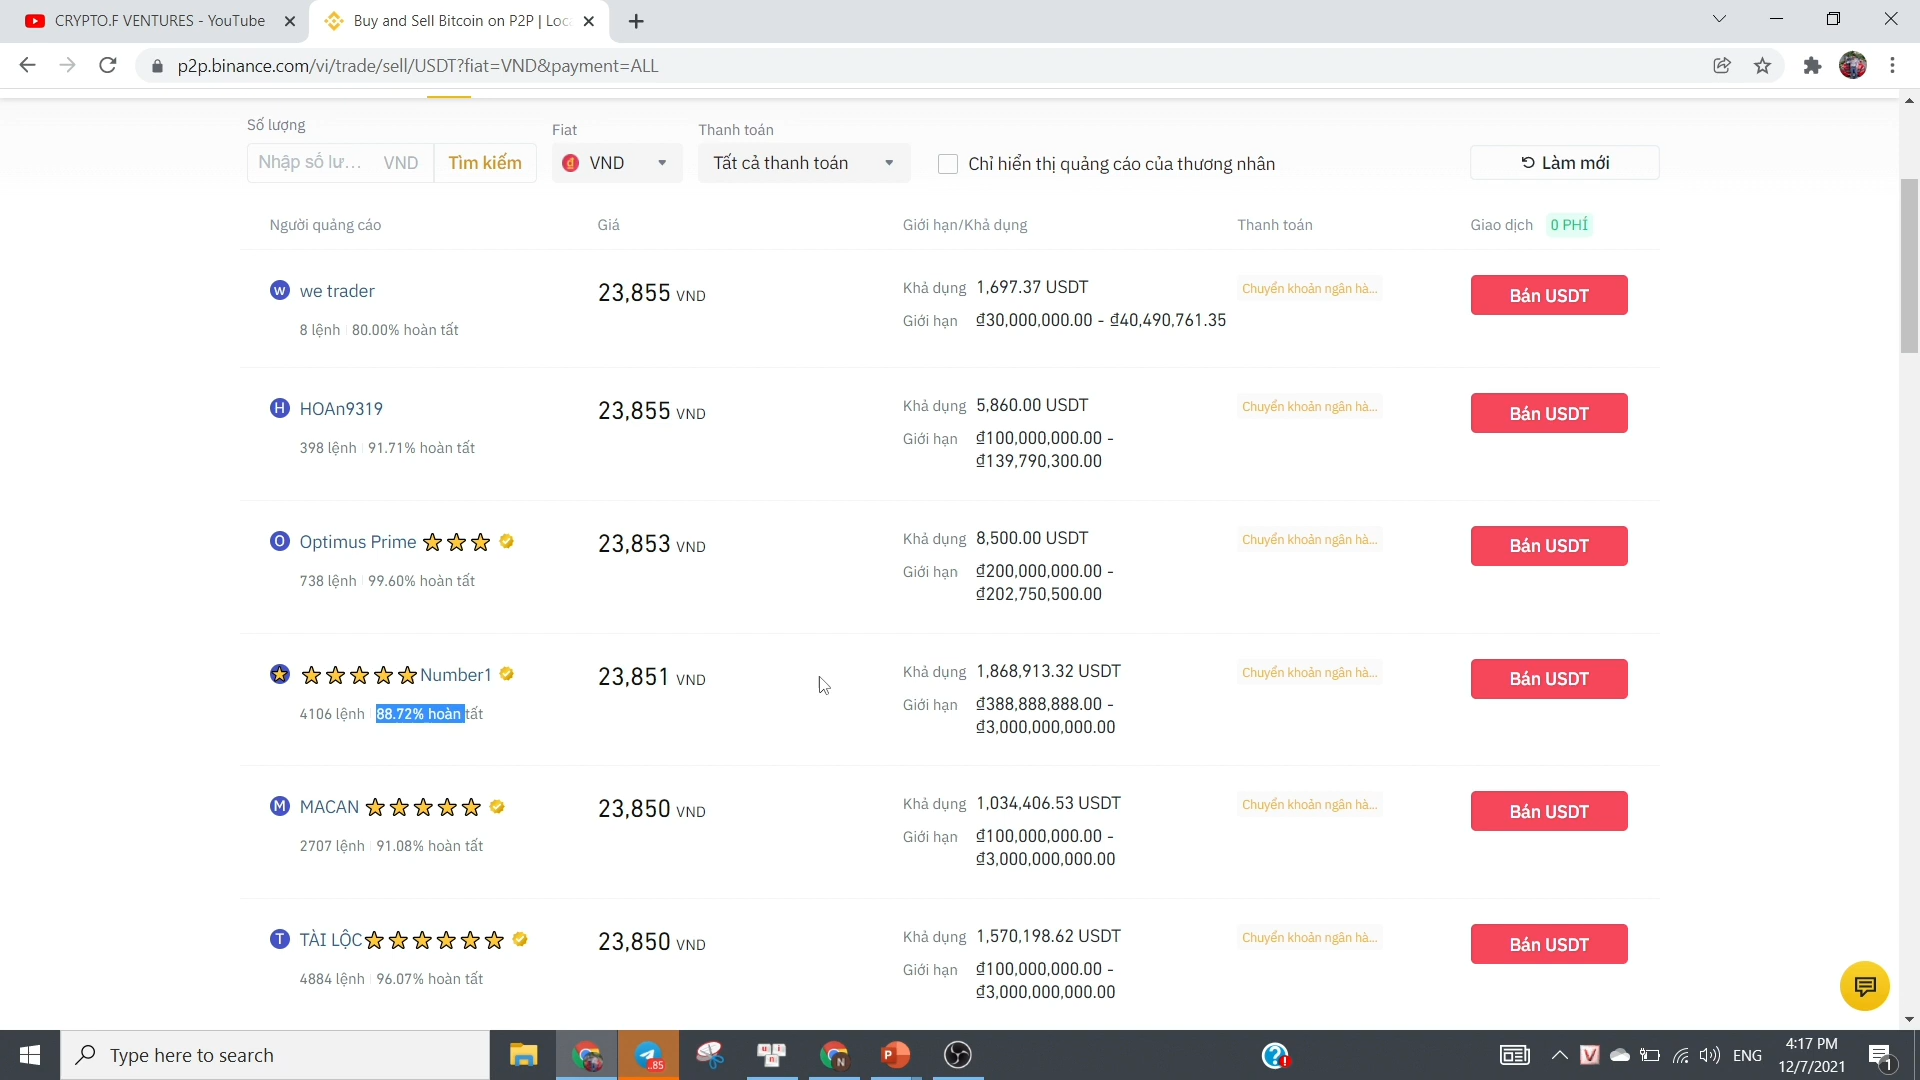 CRYPTO.F VENTURES - YouTube
Buy and Sell Bitcoin on P2P | Loc
p2p.binance.com/vi/trade/sell/USDT?fiat=VND&payment=ALL
Số lượng
Fiat
Thanh toán
Nhập số lư... VND Tìm kiếm
VND
Tất cả thanh toán
Chỉ hiển thị quảng cáo của thương nhân
Làm mới
Người quảng cáo Giá Giới hạn/Khả dụng Thanh toán Giao dịch 0 PHÍ
W we trader
8 lệnh 80.00% hoàn tất
23,855 VND
Khả dụng 1,697.37 USDT
Giới hạn ₫30,000,000.00 - ₫40,490,761.35
Chuyển khoản ngân hà...
Bán USDT
H HOAn9319
398 lệnh 91.71% hoàn tất
23,855 VND
Khả dụng 5,860.00 USDT
Giới hạn ₫100,000,000.00 -
₫139,790,300.00
Chuyển khoản ngân hà...
Bán USDT
O Optimus Prime ⭐⭐⭐
738 lệnh 99.60% hoàn tất
23,853 VND
Khả dụng 8,500.00 USDT
Giới hạn ₫200,000,000.00 -
₫202,750,500.00
Chuyển khoản ngân hà...
Bán USDT
⭐⭐⭐⭐⭐Number1
4106 lệnh 88.72% hoàn tất
23,851 VND
Khả dụng 1,868,913.32 USDT
Giới hạn ₫388,888,888.00 -
₫3,000,000,000.00
Chuyển khoản ngân hà...
Bán USDT
M MACAN ⭐⭐⭐⭐⭐
2707 lệnh 91.08% hoàn tất
23,850 VND
Khả dụng 1,034,406.53 USDT
Giới hạn ₫100,000,000.00 -
₫3,000,000,000.00
Chuyển khoản ngân hà...
Bán USDT
T TÀI LỘC⭐⭐⭐⭐⭐⭐
4884 lệnh 96.07% hoàn tất
23,850 VND
Khả dụng 1,570,198.62 USDT
Giới hạn ₫100,000,000.00 -
₫3,000,000,000.00
Chuyển khoản ngân hà...
Bán USDT
Type here to search
ENG
4:17 PM
12/7/2021
1